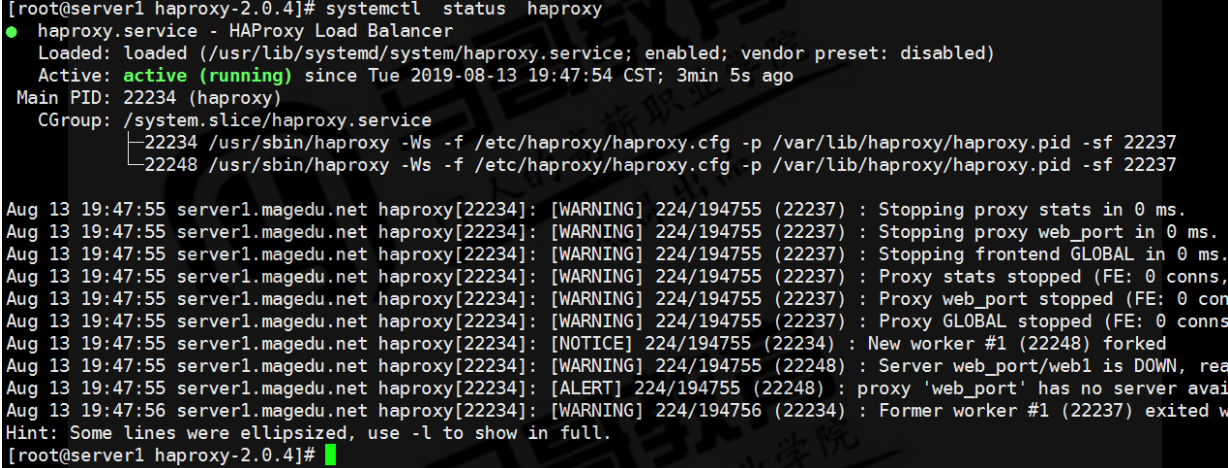 [root@server1 haproxy-2.0.4]# systemctl  status  haproxy
● haproxy.service - HAProxy Load Balancer
   Loaded: loaded (/usr/lib/systemd/system/haproxy.service; enabled; vendor preset: disabled)
   Active: active (running) since Tue 2019-08-13 19:47:54 CST; 3min 5s ago
 Main PID: 22234 (haproxy)
   CGroup: /system.slice/haproxy.service
           ├─22234 /usr/sbin/haproxy -Ws -f /etc/haproxy/haproxy.cfg -p /var/lib/haproxy/haproxy.pid -sf 22237
           └─22248 /usr/sbin/haproxy -Ws -f /etc/haproxy/haproxy.cfg -p /var/lib/haproxy/haproxy.pid -sf 22237
Aug 13 19:47:55 server1.magedu.net haproxy[22234]: [WARNING] 224/194755 (22237) : Stopping proxy stats in 0 ms.
Aug 13 19:47:55 server1.magedu.net haproxy[22234]: [WARNING] 224/194755 (22237) : Stopping proxy web_port in 0 ms.
Aug 13 19:47:55 server1.magedu.net haproxy[22234]: [WARNING] 224/194755 (22237) : Stopping frontend GLOBAL in 0 ms.
Aug 13 19:47:55 server1.magedu.net haproxy[22234]: [WARNING] 224/194755 (22237) : Proxy stats stopped (FE: 0 conns,
Aug 13 19:47:55 server1.magedu.net haproxy[22234]: [WARNING] 224/194755 (22237) : Proxy web_port stopped (FE: 0 con
Aug 13 19:47:55 server1.magedu.net haproxy[22234]: [WARNING] 224/194755 (22237) : Proxy GLOBAL stopped (FE: 0 conns
Aug 13 19:47:55 server1.magedu.net haproxy[22234]: [NOTICE] 224/194755 (22234) : New worker #1 (22248) forked
Aug 13 19:47:55 server1.magedu.net haproxy[22234]: [WARNING] 224/194755 (22248) : Server web_port/web1 is DOWN, rea
Aug 13 19:47:55 server1.magedu.net haproxy[22234]: [ALERT] 224/194755 (22248) : proxy 'web_port' has no server avai
Aug 13 19:47:56 server1.magedu.net haproxy[22234]: [WARNING] 224/194756 (22234) : Former worker #1 (22237) exited w
Hint: Some lines were ellipsized, use -l to show in full.
[root@server1 haproxy-2.0.4]#